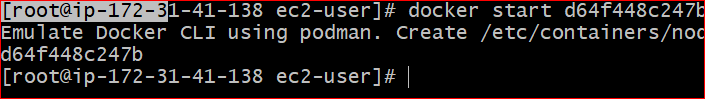 [root@ip-172-31-41-138 ec2-user]# docker start d64f448c247b
Emulate Docker CLI using podman. Create /etc/containers/nod
d64f448c247b
[root@ip-172-31-41-138 ec2-user]#